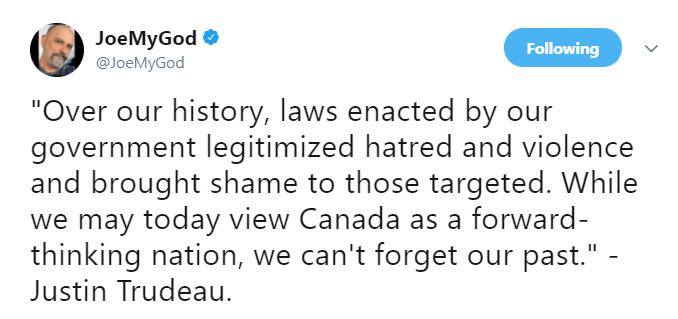 JoeMyGod
@JoeMyGod
Following
"Over our history, laws enacted by our
government legitimized hatred and violence
and brought shame to those targeted. While
we may today view Canada as a forward-
thinking nation, we can't forget our past." -
Justin Trudeau.